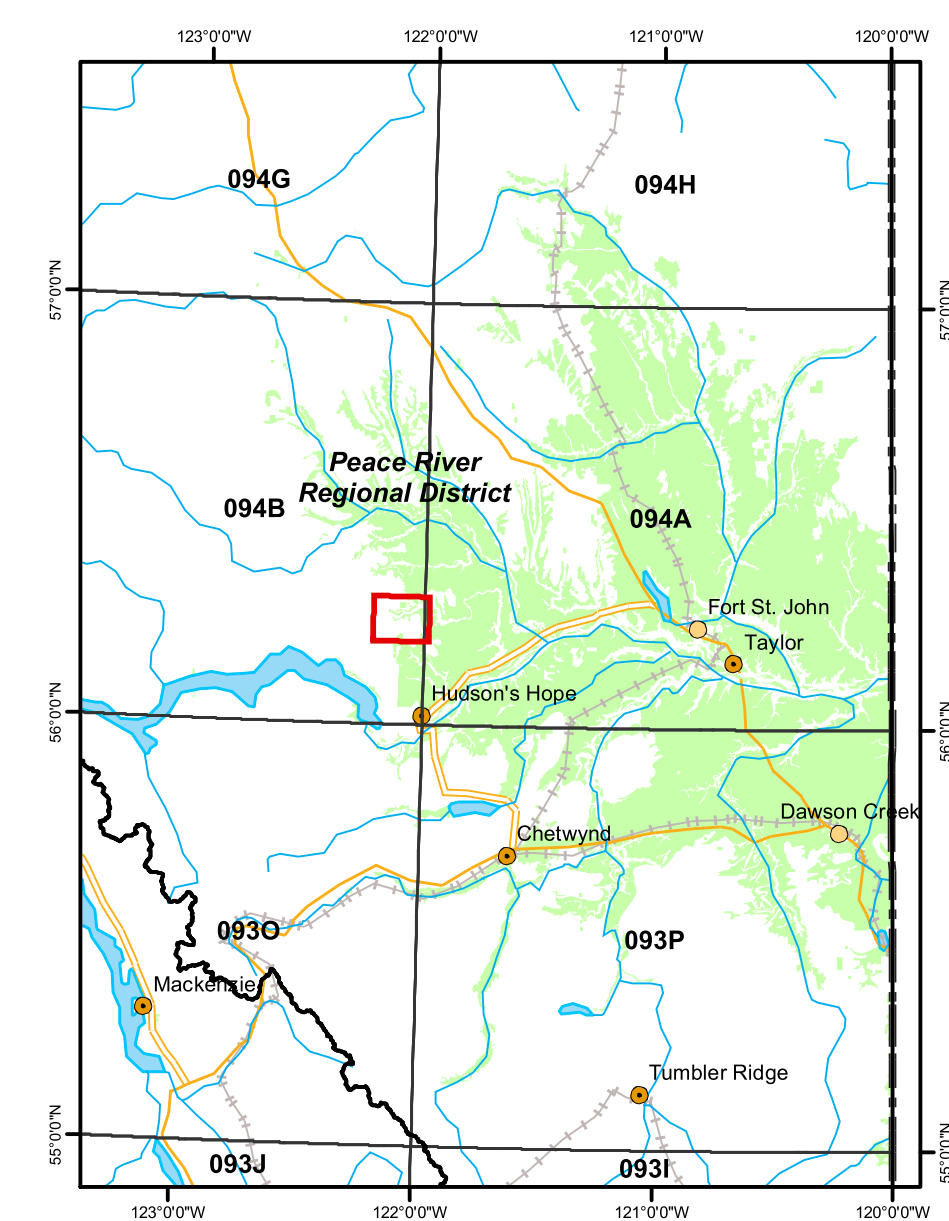 123°0'0"W
122°0'0"W
121°0'0"W
120°0'0"W
094G
094H
57°0'0"N
57°0'0"N
Peace River
Regional District
094B
094A
Fort St. John
Taylor
Hudson's Hope
56°0'0"N
56°0'0"N
Dawson Creek
Chetwynd
093O
093P
Mackenzie
Tumbler Ridge
55°0'0"N
55°0'0"N
093J
093I
123°0'0"W
122°0'0"W
121°0'0"W
120°0'0"W